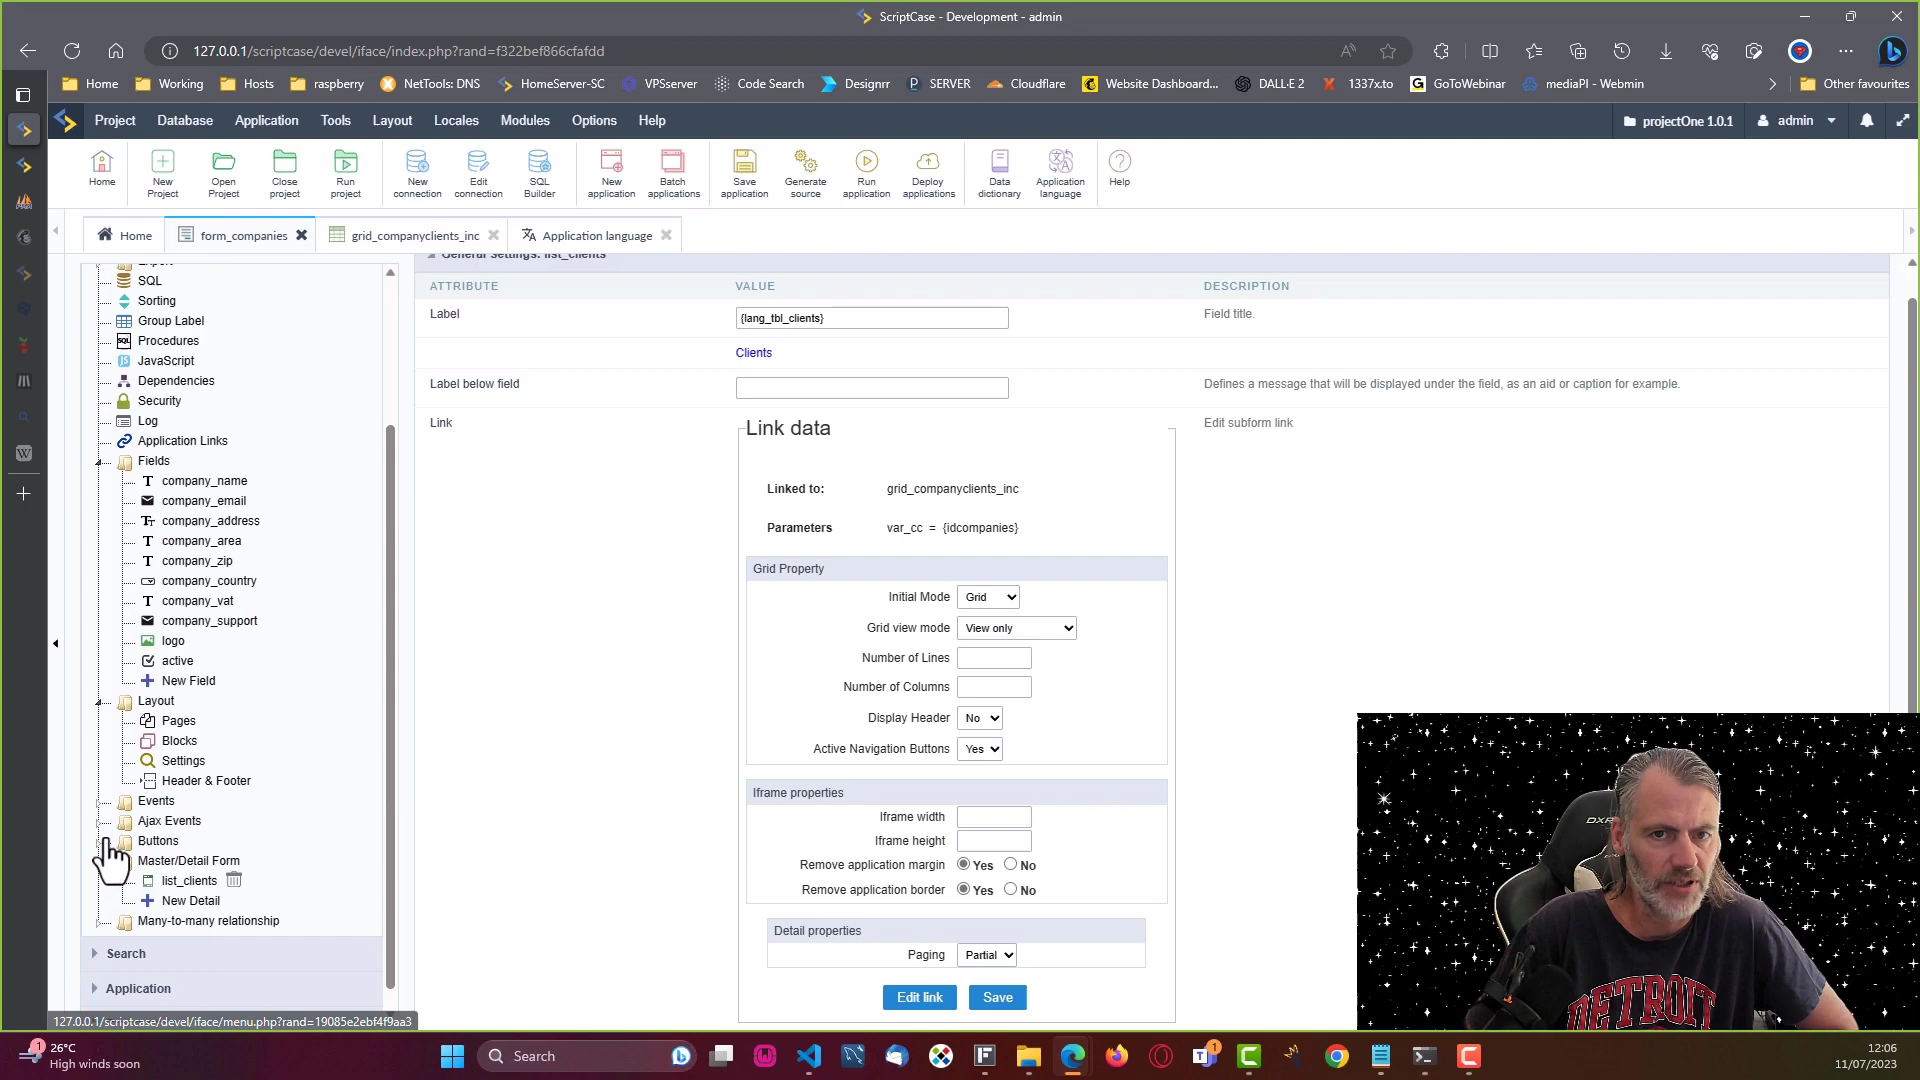 ScriptCase - Development - admin
127.0.0.1/scriptcase/devel/iface/index.php?rand=f322bef866cfafdd
Home
Working
Hosts
raspberry
NetTools: DNS
HomeServer-SC
VPSserver
Code Search
Designrr
SERVER
Cloudflare
Website Dashboard...
DALL·E 2
1337x.to
GoToWebinar
mediaPI - Webmin
Other favourites
Project
Database
Application
Tools
Layout
Locales
Modules
Options
Help
projectOne 1.0.1
admin
Home
New Project
Open Project
Close project
Run project
New connection
Edit connection
SQL Builder
New application
Batch applications
Save application
Generate source
Run application
Deploy applications
Data dictionary
Application language
Help
Home
form_companies
grid_companyclients_inc
Application language
SQL
Sorting
Group Label
Procedures
JavaScript
Dependencies
Security
Log
Application Links
Fields
company_name
company_email
company_address
company_area
company_zip
company_country
company_vat
company_support
logo
active
New Field
Layout
Pages
Blocks
Settings
Header & Footer
Events
Ajax Events
Buttons
Master/Detail Form
list_clients
New Detail
Many-to-many relationship
Search
Application
127.0.0.1/scriptcase/devel/iface/menu.php?rand=19085e2ebf4f9aa3
General Settings: list_clients
ATTRIBUTE
VALUE
DESCRIPTION
Label
{lang_tbl_clients}
Field title.
Clients
Label below field
Defines a message that will be displayed under the field, as an aid or caption for example.
Link
Link data
Edit subform link
Linked to:
grid_companyclients_inc
Parameters
var_cc = {idcompanies}
Grid Property
Initial Mode
Grid
Grid view mode
View only
Number of Lines
Number of Columns
Display Header
No
Active Navigation Buttons
Yes
Iframe properties
Iframe width
Iframe height
Remove application margin
Yes
No
Remove application border
Yes
No
Detail properties
Paging
Partial
Edit link
Save
DXR
DETROIT
1
26°C
High winds soon
Search
1
12:06
11/07/2023